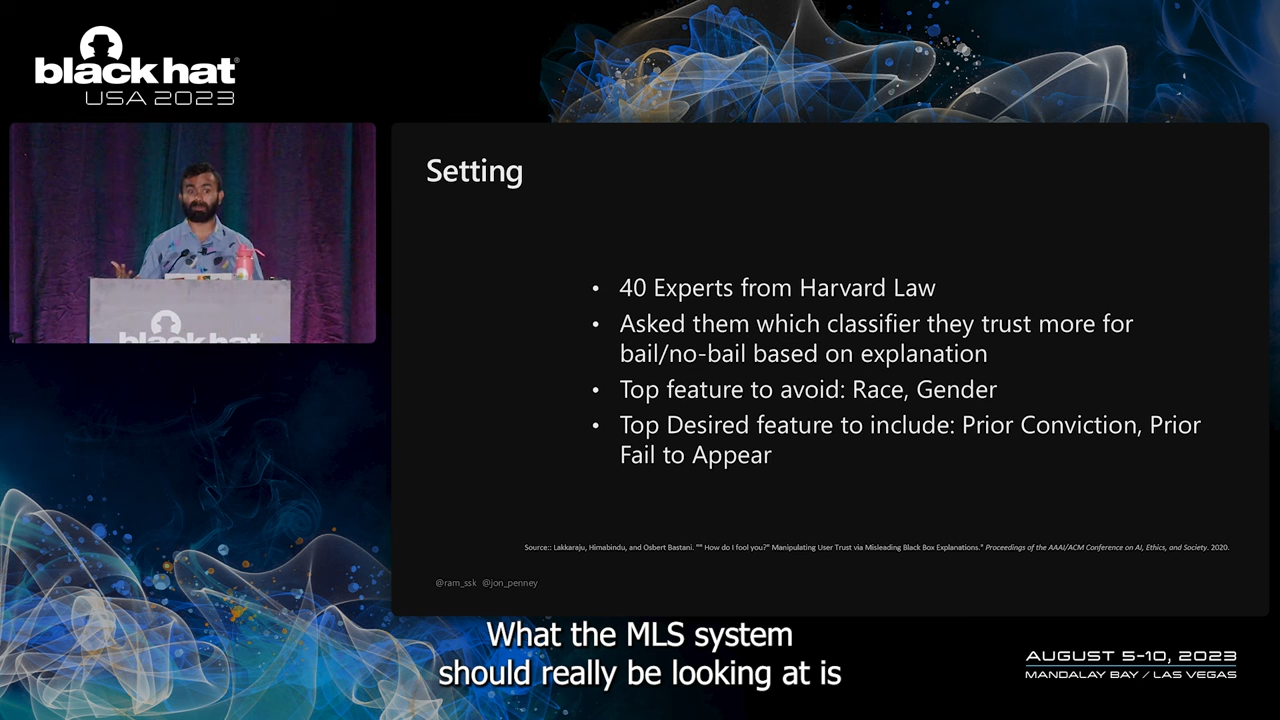 black hat®
USA 2023
black hat
Setting
• 40 Experts from Harvard Law
• Asked them which classifier they trust more for
bail/no-bail based on explanation
• Top feature to avoid: Race, Gender
• Top Desired feature to include: Prior Conviction, Prior
Fail to Appear
Source:: Lakkaraju, Himabindu, and Osbert Bastani. "" How do I fool you?" Manipulating User Trust via Misleading Black Box Explanations." Proceedings of the AAAI/ACM Conference on AI, Ethics, and Society. 2020.
@ram_ssk @jon_penney
What the MLS system
should really be looking at is
AUGUST 5-10, 2023
MANDALAY BAY / LAS VEGAS